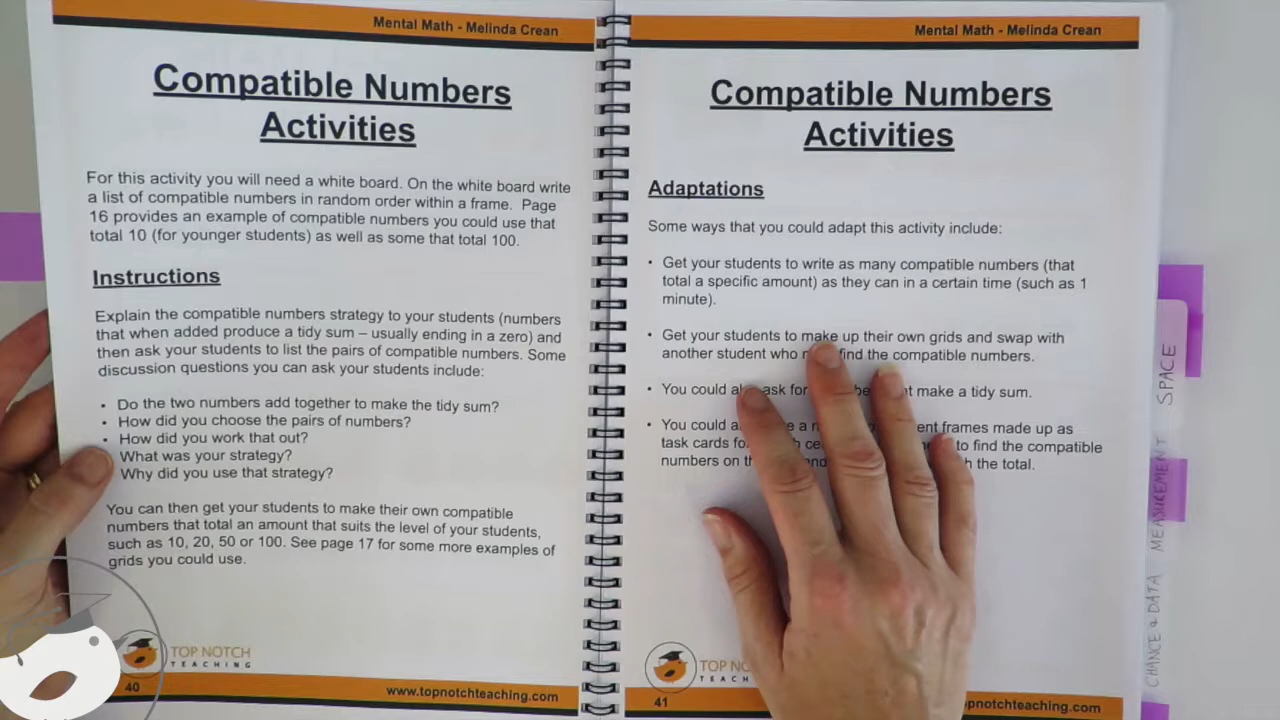 Mental Math - Melinda Crean
Compatible Numbers
Activities
For this activity you will need a white board. On the white board write
a list of compatible numbers in random order within a frame. Page
16 provides an example of compatible numbers you could use that
total 10 (for younger students) as well as some that total 100.
Instructions
Explain the compatible numbers strategy to your students (numbers
that when added produce a tidy sum – usually ending in a zero) and
then ask your students to list the pairs of compatible numbers. Some
discussion questions you can ask your students include:
• Do the two numbers add together to make the tidy sum?
• How did you choose the pairs of numbers?
• How did you work that out?
What was your strategy?
Why did you use that strategy?
You can then get your students to make their own compatible
numbers that total an amount that suits the level of your students,
such as 10, 20, 50 or 100. See page 17 for some more examples of
grids you could use.
TOP NOTCH
TEACHING
40
www.topnotchteaching.com
Mental Math - Melinda Crean
Compatible Numbers
Activities
Adaptations
Some ways that you could adapt this activity include:
• Get your students to write as many compatible numbers (that
total a specific amount) as they can in a certain time (such as 1
minute).
• Get your students to make up their own grids and swap with
another student who find the compatible numbers.
• You could ask for make a tidy sum.
• You could a frames made up as
task cards to find the compatible
numbers on the total.
TOP
41
SPACE
MEASUREMENT
CHANCE & DATA